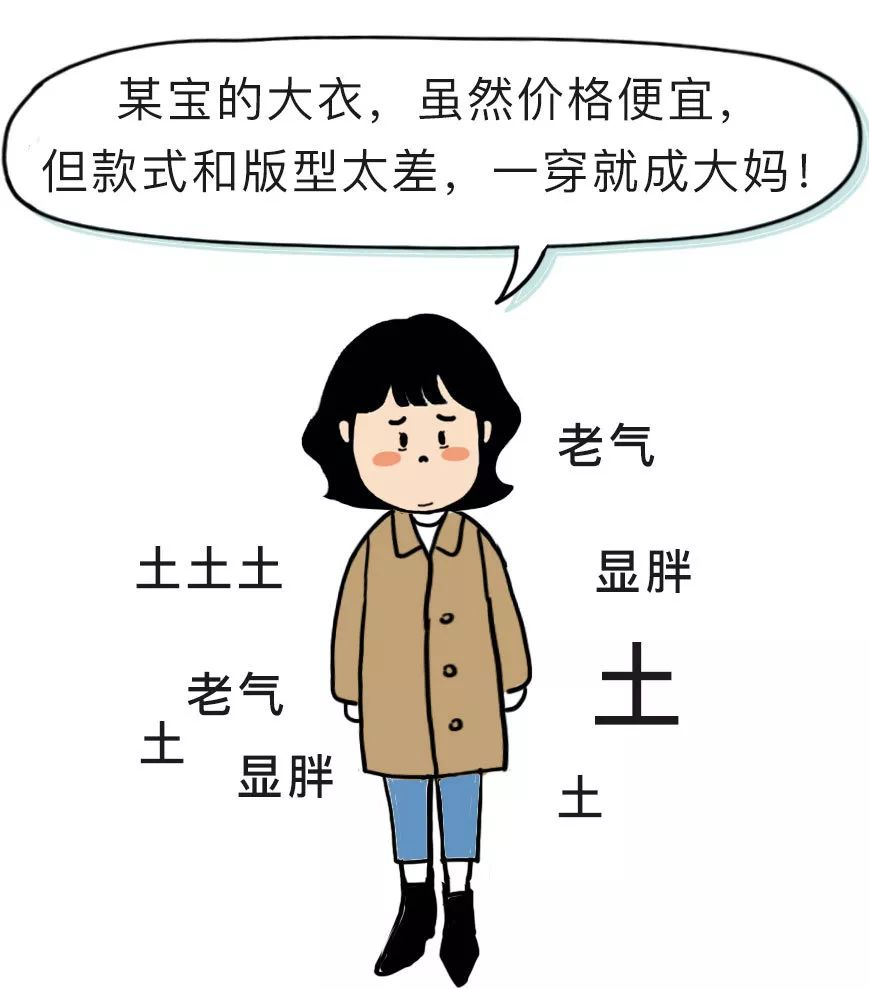 某宝的大衣，虽然价格便宜，
但款式和版型太差，一穿就成大妈！
老气
土土土
显胖
土
老气
土
显胖
土